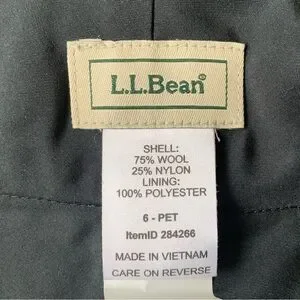 L.L.Bean®
SHELL:
75% WOOL
25% NYLON
LINING:
100% POLYESTER
6 - PET
ItemID 284266
MADE IN VIETNAM
CARE ON REVERSE